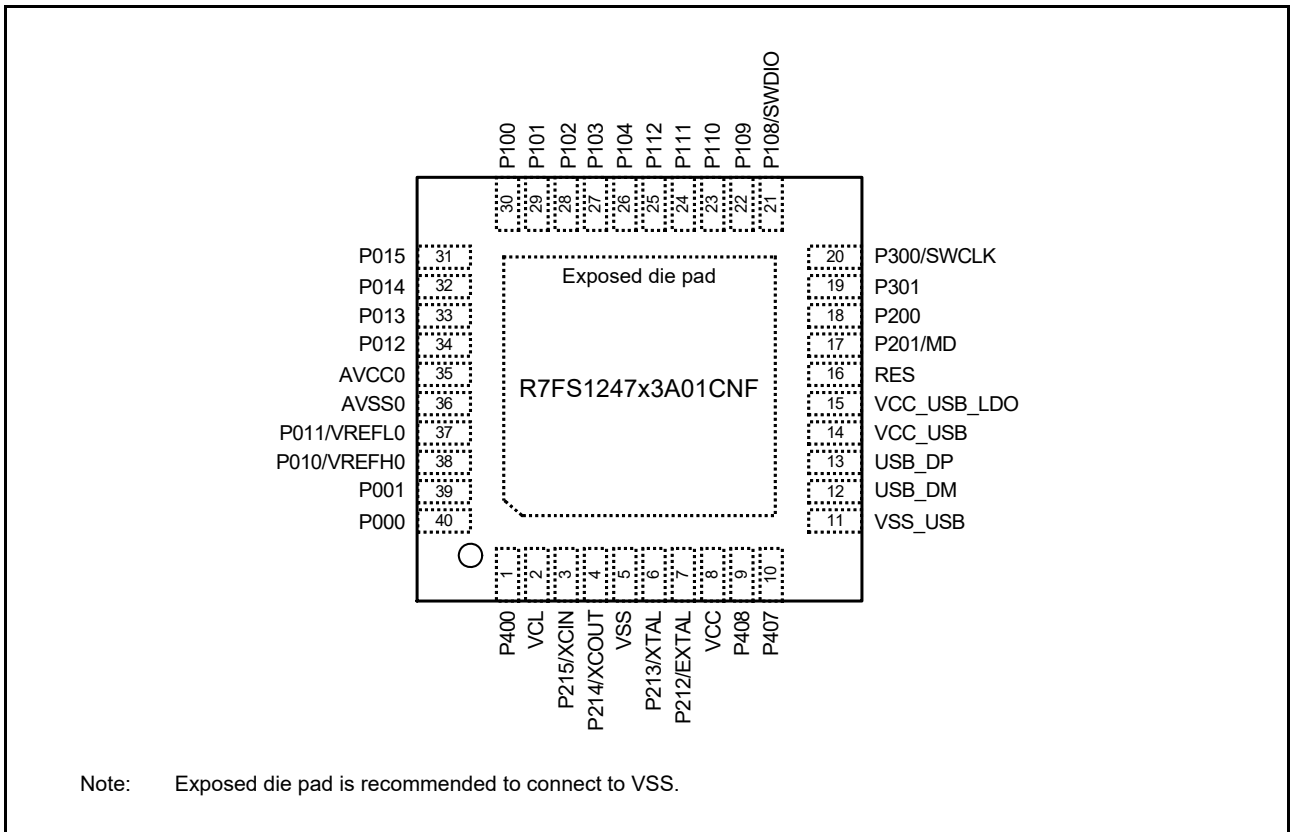 P100 P101 P102 P103 P104 P112 P111 P110 P109 P108/SWDIO
30 29 28 27 26 25 24 23 22 21
P015 31
P014 32
P013 33
P012 34
AVCC0 35
AVSS0 36
P011/VREFL0 37
P010/VREFH0 38
P001 39
P000 40
Exposed die pad
R7FS1247x3A01CNF
20 P300/SWCLK
19 P301
18 P200
17 P201/MD
16 RES
15 VCC_USB_LDO
14 VCC_USB
13 USB_DP
12 USB_DM
11 VSS_USB
1 2 3 4 5 6 7 8 9 10
P400 VCL P215/XCIN P214/XCOUT VSS P213/XTAL P212/EXTAL VCC P408 P407
Note: Exposed die pad is recommended to connect to VSS.